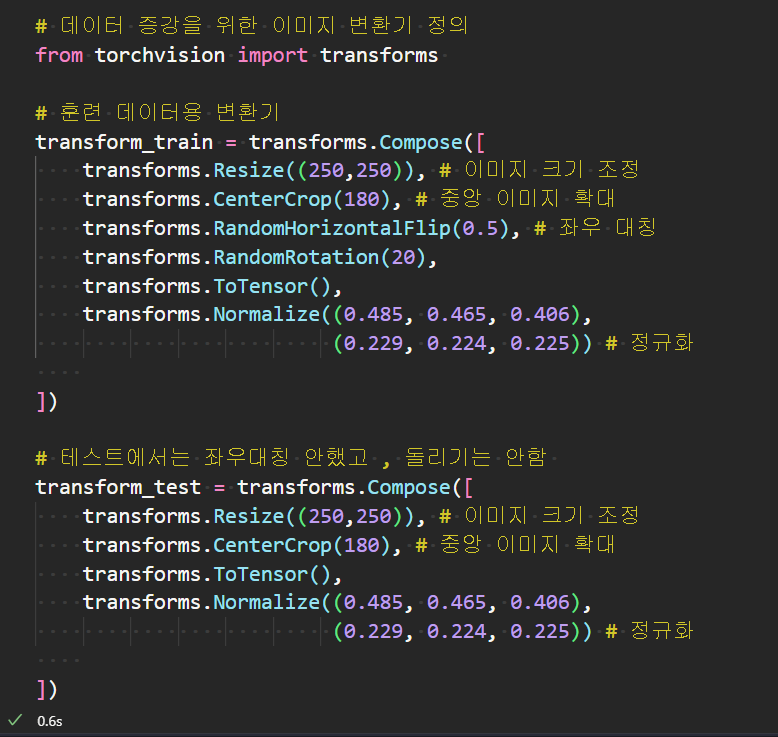 # 데이터 증강을 위한 이미지 변환기 정의
from torchvision import transforms
# 훈련 데이터용 변환기
transform_train = transforms.Compose([
transforms.Resize((250,250)), # 이미지 크기 조정
transforms.CenterCrop(180), # 중앙 이미지 확대
transforms.RandomHorizontalFlip(0.5), # 좌우 대칭
transforms.RandomRotation(20),
transforms.ToTensor(),
transforms.Normalize((0.485, 0.465, 0.406),
(0.229, 0.224, 0.225)) # 정규화
])
# 테스트에서는 좌우대칭 안했고 , 돌리기는 안함
transform_test = transforms.Compose([
transforms.Resize((250,250)), # 이미지 크기 조정
transforms.CenterCrop(180), # 중앙 이미지 확대
transforms.ToTensor(),
transforms.Normalize((0.485, 0.465, 0.406),
(0.229, 0.224, 0.225)) # 정규화
])
0.6s